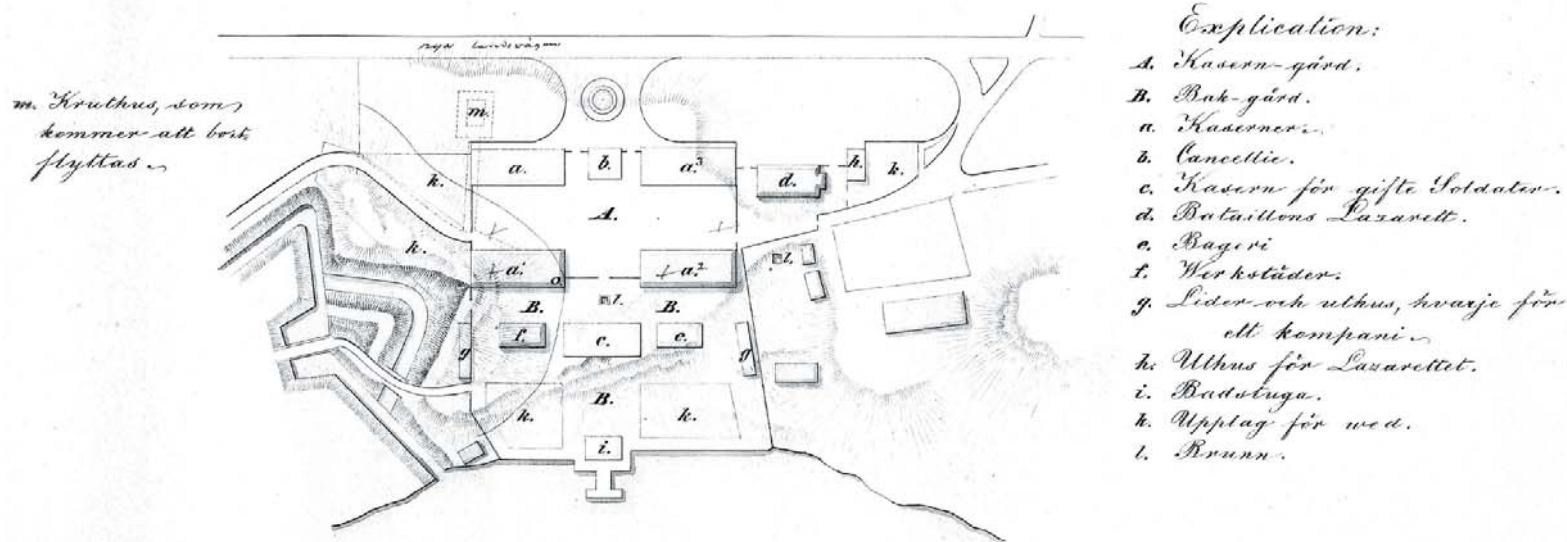 Explication:
A. Kasern-gård.
B. Bak-gård.
a. Kaserner.
b. Cancellie.
c. Kasern för gifte Soldater.
d. Bataillons Lazarett.
e. Bageri
f. Werkstäder.
g. Lider och uthus, hvarje för
ett kompani.
h. Uthus för Lazarettet.
i. Badstuga.
k. Upplag för wed.
l. Brunn.
m. Kruthus, som
kommer att bort
flyttas.
nya landsvägen
m.
a. b. a.3 h. k.
k. d.
A.
k.
a.1 a.2 l.
o
l.
B. B.
f. c. e.
g g
k. B. k.
i.